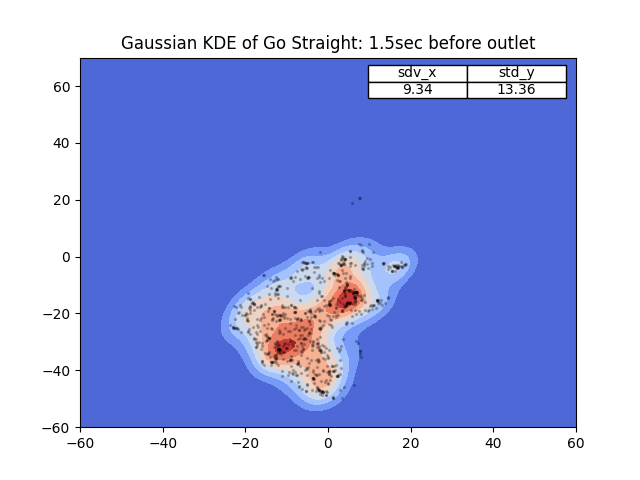 Gaussian KDE of Go Straight: 1.5sec before outlet
sdv_x std_y
9.34 13.36
60
40
20
0
−20
−40
−60
−60 −40 −20 0 20 40 60